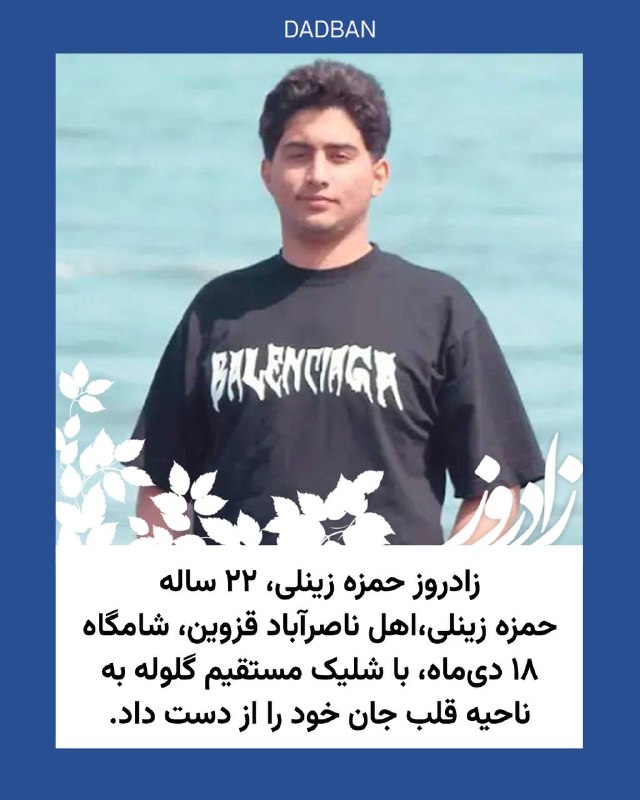 DADBAN
BALENCIAGA
زادروز
زادروز حمزه زینلی، ۲۲ ساله
حمزه زینلی،اهل ناصرآباد قزوین، شامگاه
۱۸ دی‌ماه، با شلیک مستقیم گلوله به
ناحیه قلب جان خود را از دست داد.